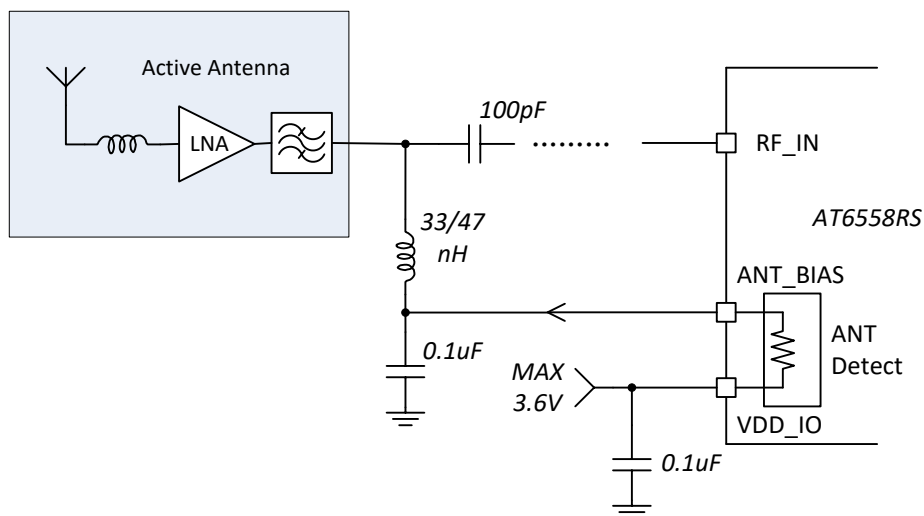 Active Antenna
LNA
100pF
RF_IN
AT6558RS
33/47
nH
ANT_BIAS
ANT
Detect
0.1uF
MAX
3.6V
VDD_IO
0.1uF